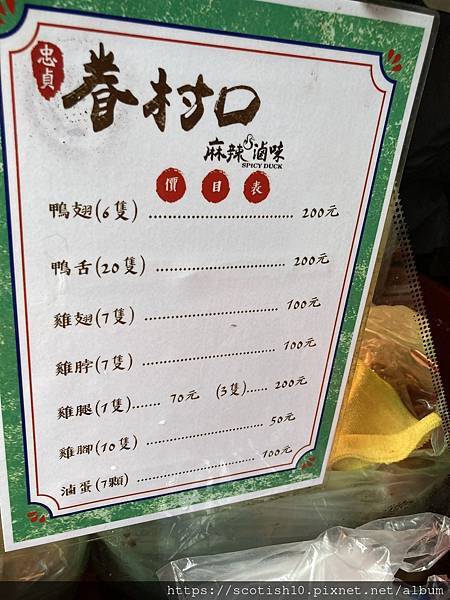 忠貞
眷村口
麻辣滷味
SPICY DUCK
價目表
鴨翅(6隻) ........................ 200元
鴨舌(20隻) ........................ 200元
雞翅(7隻) ........................ 100元
雞脖(7隻) ........................ 100元
雞腿(1隻)....... 70元 (3隻)...... 200元
雞腳(10隻) ........................ 50元
滷蛋(7顆) ........................ 100元
https://scotish10.pixnet.net/album